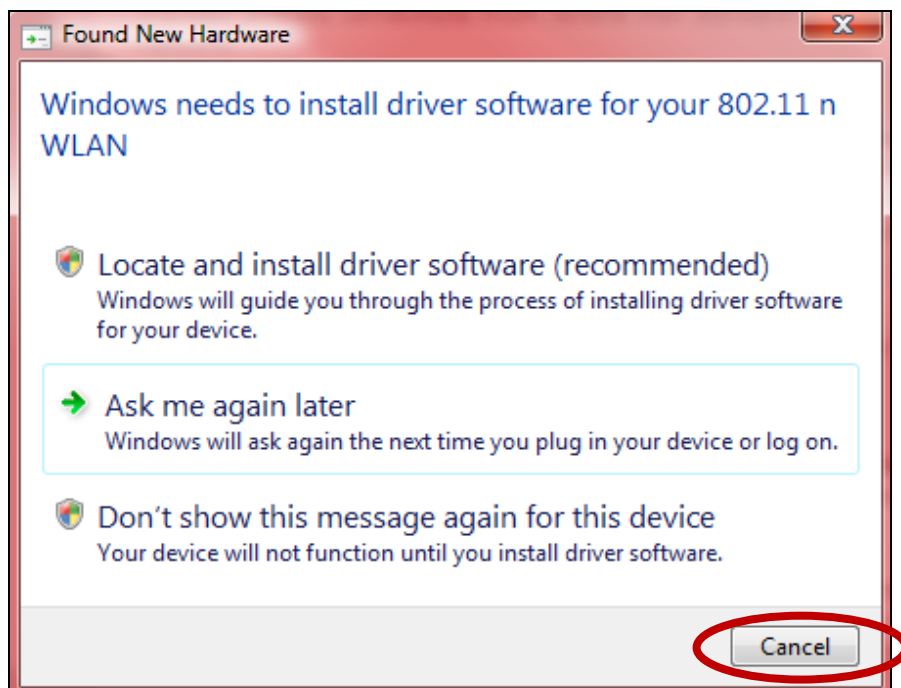 Found New Hardware
Windows needs to install driver software for your 802.11 n
WLAN
Locate and install driver software (recommended)
Windows will guide you through the process of installing driver software
for your device.
Ask me again later
Windows will ask again the next time you plug in your device or log on.
Don't show this message again for this device
Your device will not function until you install driver software.
Cancel